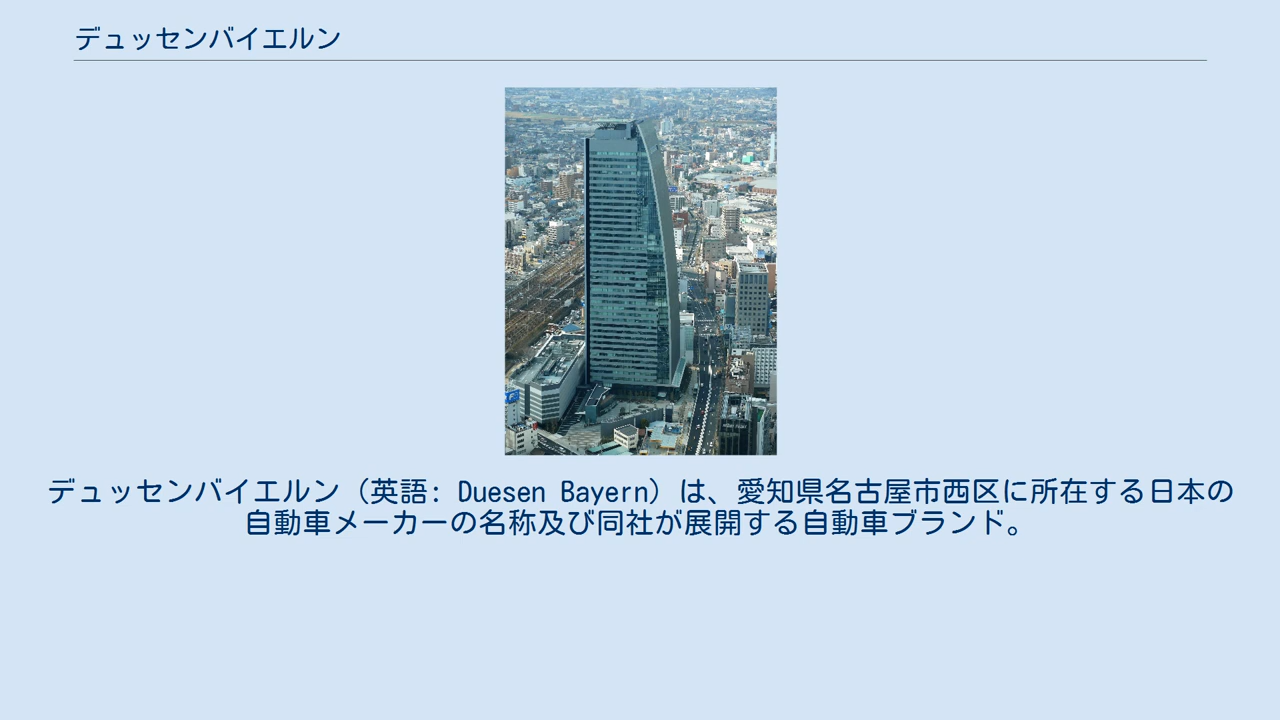 デュッセンバイエルン
デュッセンバイエルン（英語: Duesen Bayern）は、愛知県名古屋市西区に所在する日本の
自動車メーカーの名称及び同社が展開する自動車ブランド。